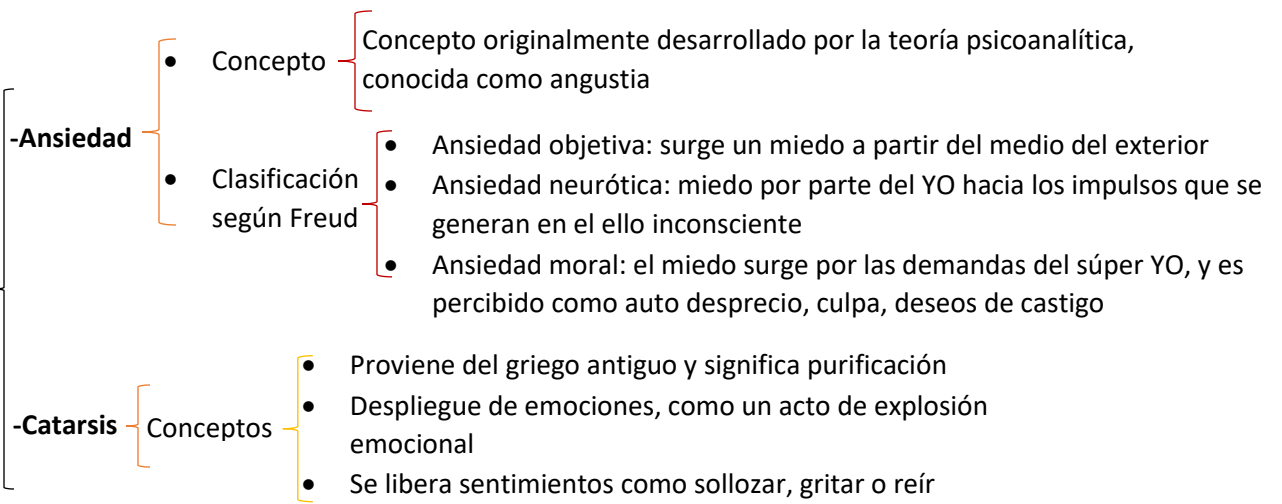 • Concepto
Concepto originalmente desarrollado por la teoría psicoanalítica,
conocida como angustia
-Ansiedad
• Clasificación
según Freud
• Ansiedad objetiva: surge un miedo a partir del medio del exterior
• Ansiedad neurótica: miedo por parte del YO hacia los impulsos que se
generan en el ello inconsciente
• Ansiedad moral: el miedo surge por las demandas del súper YO, y es
percibido como auto desprecio, culpa, deseos de castigo
-Catarsis
Conceptos
• Proviene del griego antiguo y significa purificación
• Despliegue de emociones, como un acto de explosión
emocional
• Se libera sentimientos como sollozar, gritar o reír